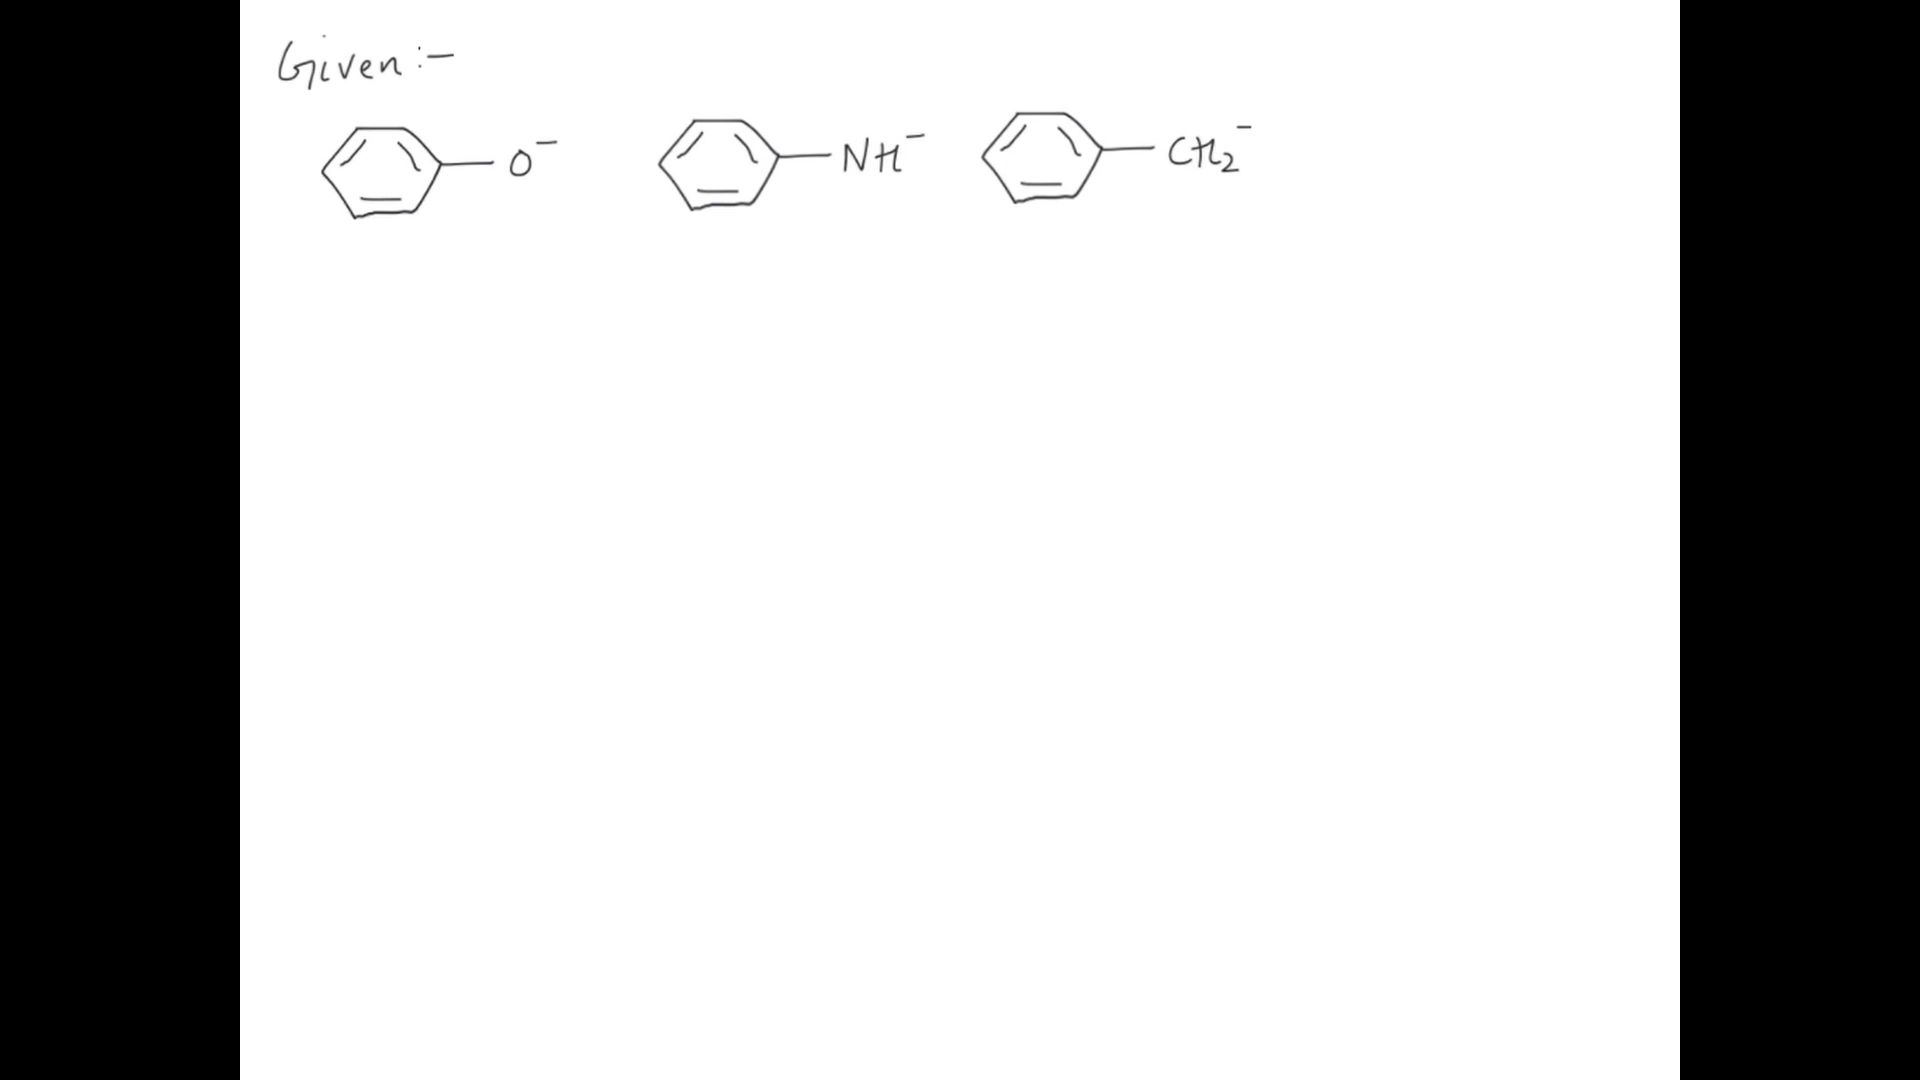 Given :-
O⁻ NH⁻ CH₂⁻